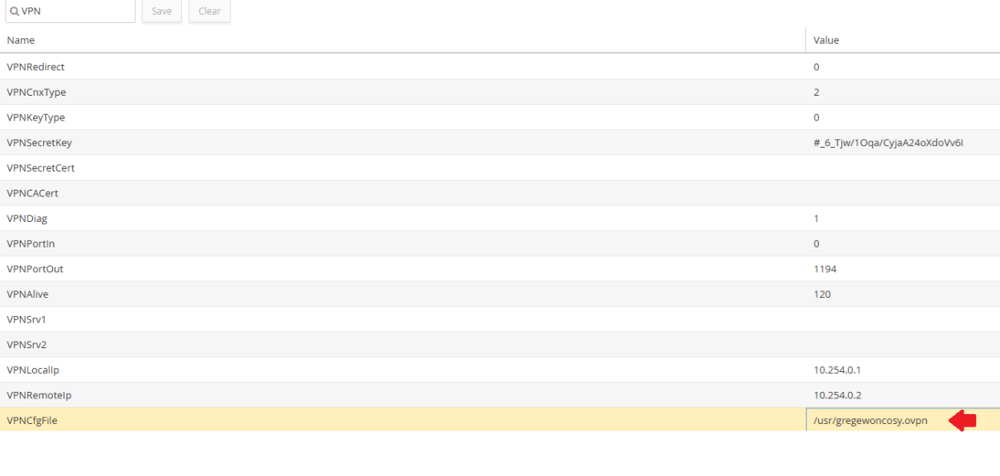 VPN Save Clear
Name Value
VPNRedirect 0
VPNCnxType 2
VPNKeyType 0
VPNSecretKey #_6_Tjw/1Oqa/CyjaA24oXdoVv6I
VPNSecretCert
VPNCACert
VPNDiag 1
VPNPortIn 0
VPNPortOut 1194
VPNAlive 120
VPNSrv1
VPNSrv2
VPNLocalIp 10.254.0.1
VPNRemoteIp 10.254.0.2
VPNCfgFile /usr/gregewoncosy.ovpn